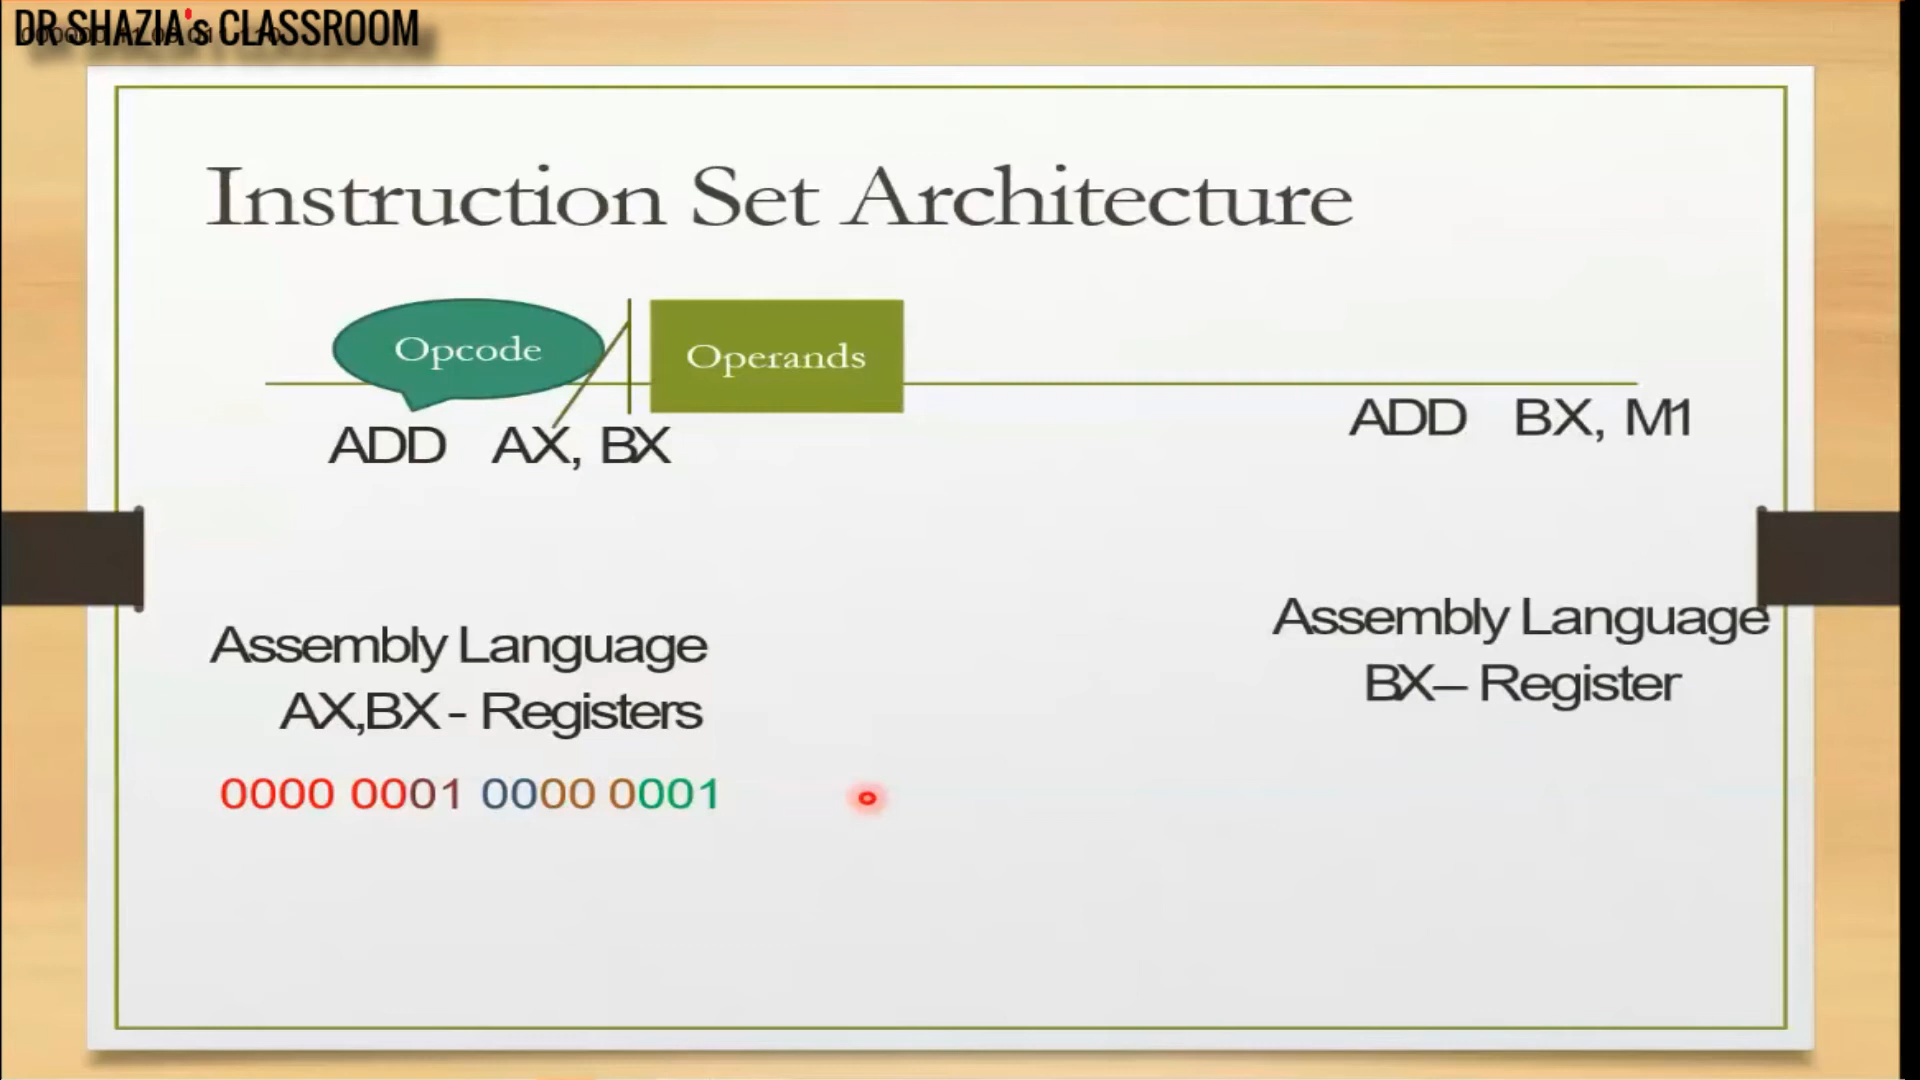 DR SHAZIA's CLASSROOM
Instruction Set Architecture
Opcode
Operands
ADD AX, BX
ADD BX, M1
Assembly Language
AX,BX - Registers
0000 0001 0000 0001
Assembly Language
BX– Register